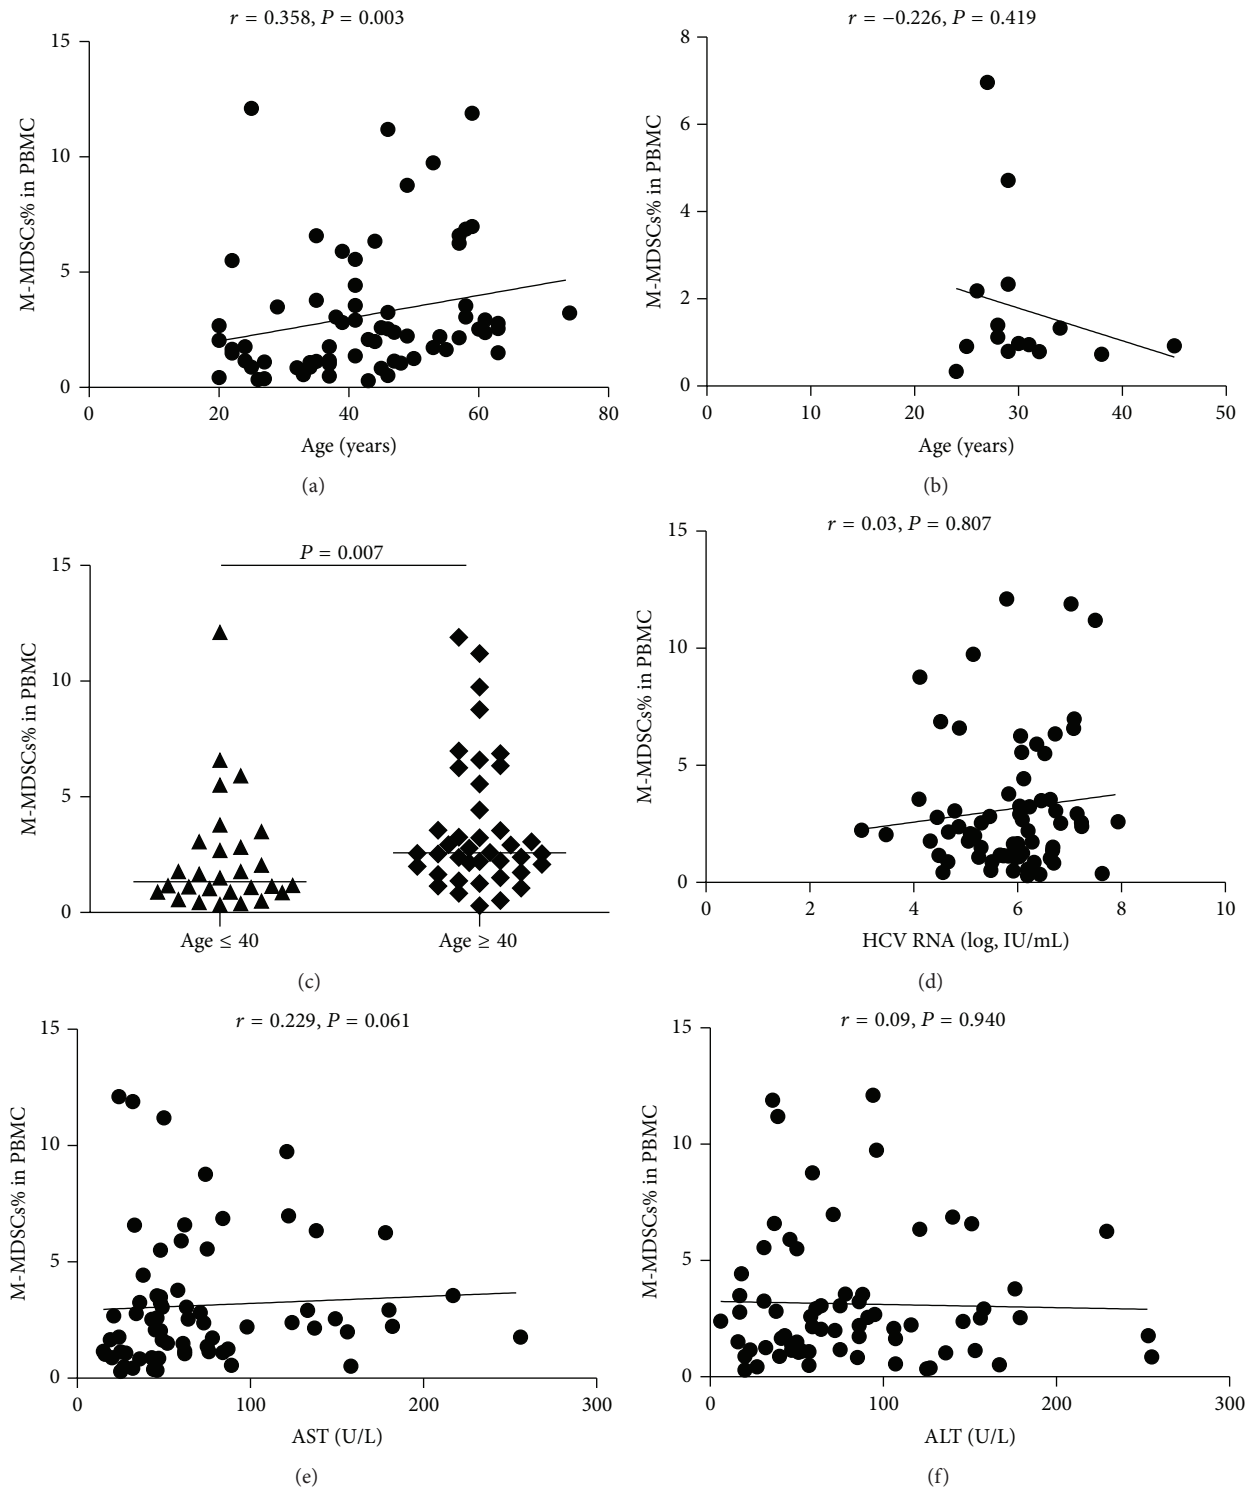 r = 0.358, P = 0.003
15
10
5
0
M-MDSCs% in PBMC
0 20 40 60 80
Age (years)
(a)
r = −0.226, P = 0.419
8
6
4
2
0
M-MDSCs% in PBMC
0 10 20 30 40 50
Age (years)
(b)
P = 0.007
15
10
5
0
M-MDSCs% in PBMC
Age ≤ 40 Age ≥ 40
(c)
r = 0.03, P = 0.807
15
10
5
0
M-MDSCs% in PBMC
0 2 4 6 8 10
HCV RNA (log, IU/mL)
(d)
r = 0.229, P = 0.061
15
10
5
0
M-MDSCs% in PBMC
0 100 200 300
AST (U/L)
(e)
r = 0.09, P = 0.940
15
10
5
0
M-MDSCs% in PBMC
0 100 200 300
ALT (U/L)
(f)